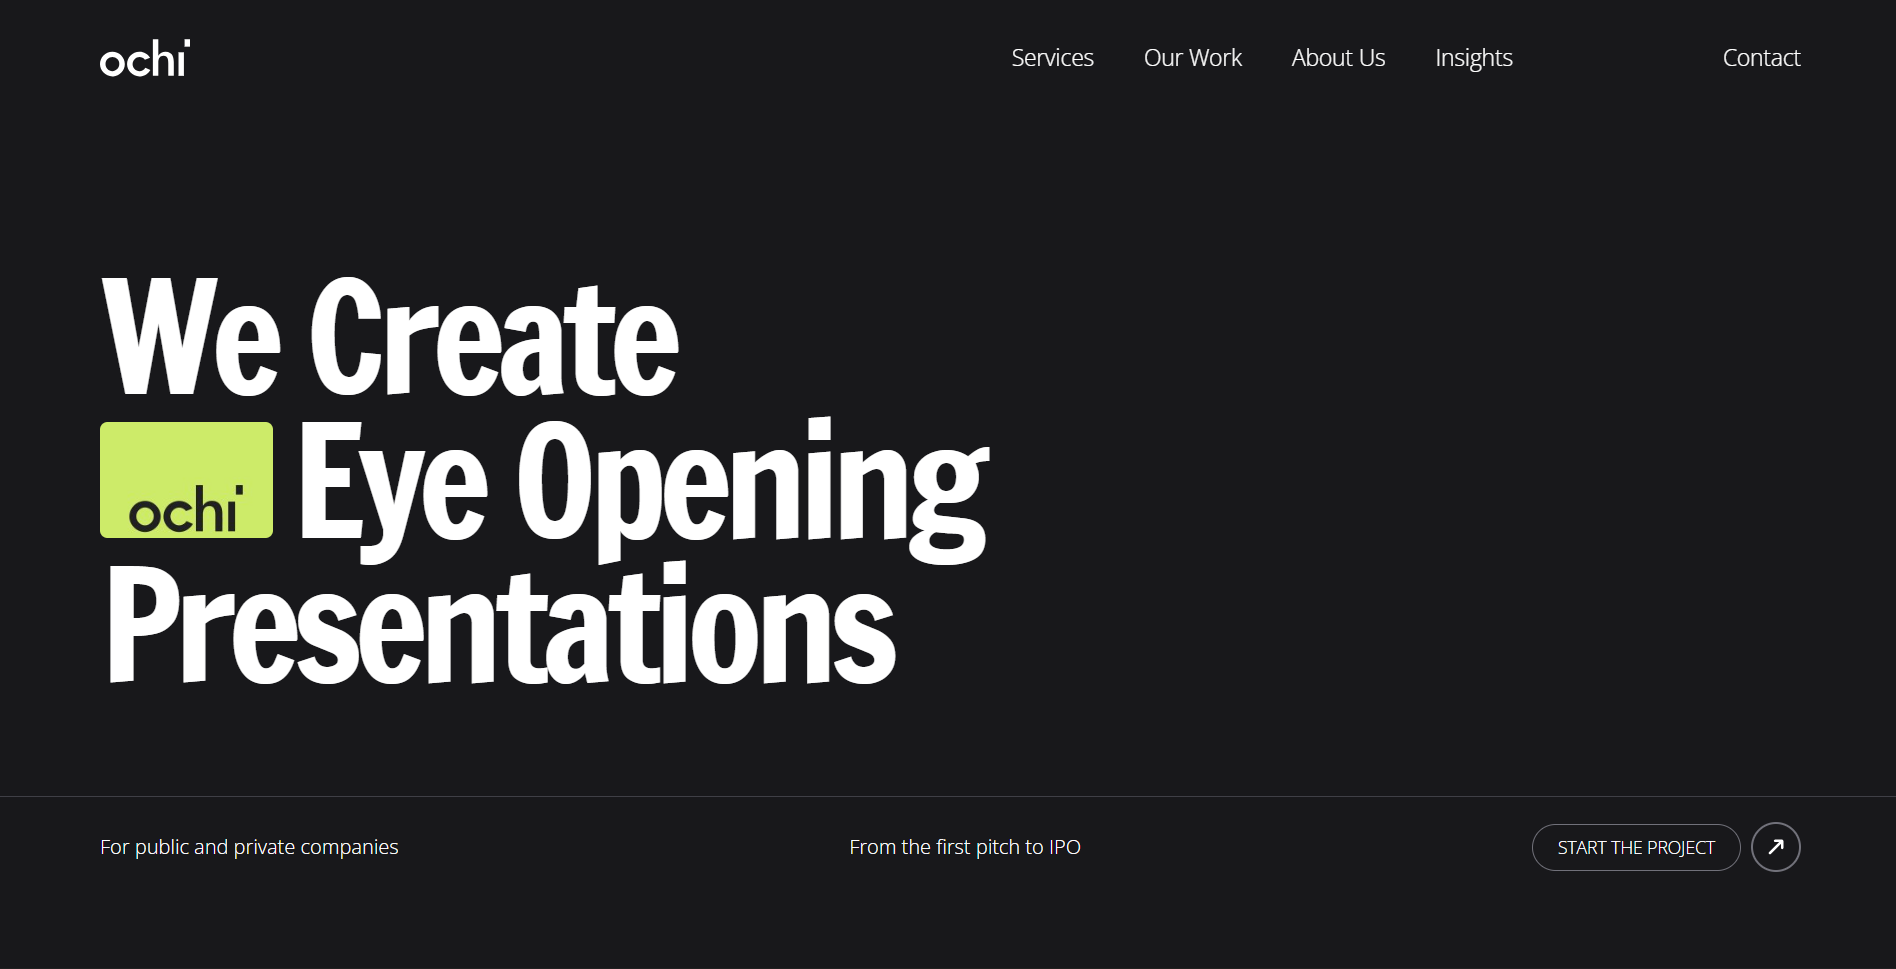 ochi
Services Our Work About Us Insights Contact
We Create
ochi Eye Opening
Presentations
For public and private companies From the first pitch to IPO START THE PROJECT